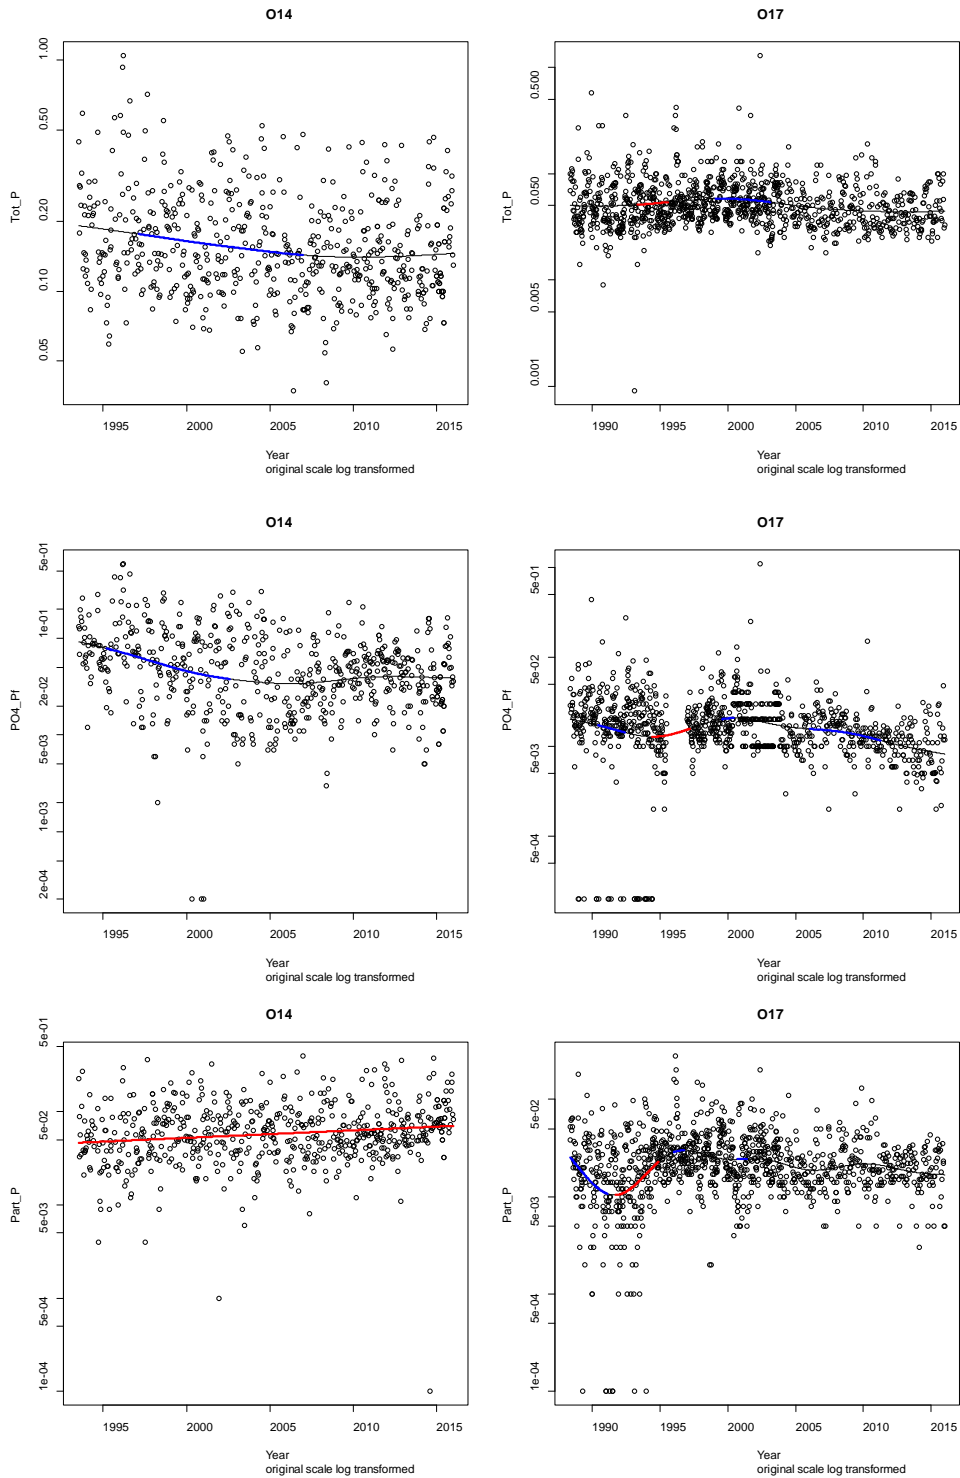 O14
Tot_P
1.00
0.50
0.20
0.10
0.05
1995 2000 2005 2010 2015
Year
original scale log transformed
O17
Tot_P
0.500
0.050
0.005
0.001
1990 1995 2000 2005 2010 2015
Year
original scale log transformed
O14
PO4_Pf
5e-01
1e-01
2e-02
5e-03
1e-03
2e-04
1995 2000 2005 2010 2015
Year
original scale log transformed
O17
PO4_Pf
5e-01
5e-02
5e-03
5e-04
1990 1995 2000 2005 2010 2015
Year
original scale log transformed
O14
Part_P
5e-01
5e-02
5e-03
5e-04
1e-04
1995 2000 2005 2010 2015
Year
original scale log transformed
O17
Part_P
5e-02
5e-03
5e-04
1e-04
1990 1995 2000 2005 2010 2015
Year
original scale log transformed